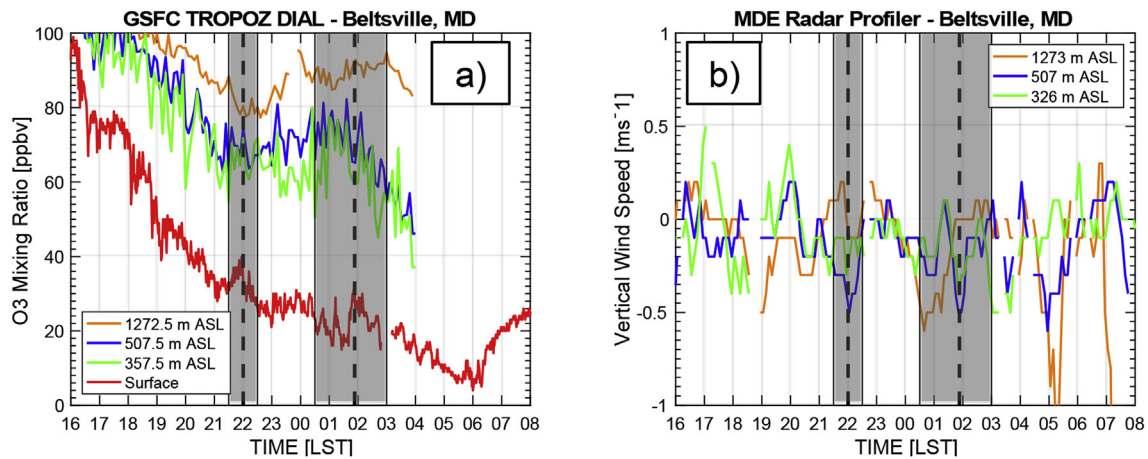 GSFC TROPOZ DIAL - Beltsville, MD
a)
O3 Mixing Ratio [ppbv]
100
80
60
40
20
0
1272.5 m ASL
507.5 m ASL
357.5 m ASL
Surface
16 17 18 19 20 21 22 23 00 01 02 03 04 05 06 07 08
TIME [LST]
MDE Radar Profiler - Beltsville, MD
b)
1273 m ASL
507 m ASL
326 m ASL
Vertical Wind Speed [ms⁻¹]
1
0.5
0
-0.5
-1
16 17 18 19 20 21 22 23 00 01 02 03 04 05 06 07 08
TIME [LST]